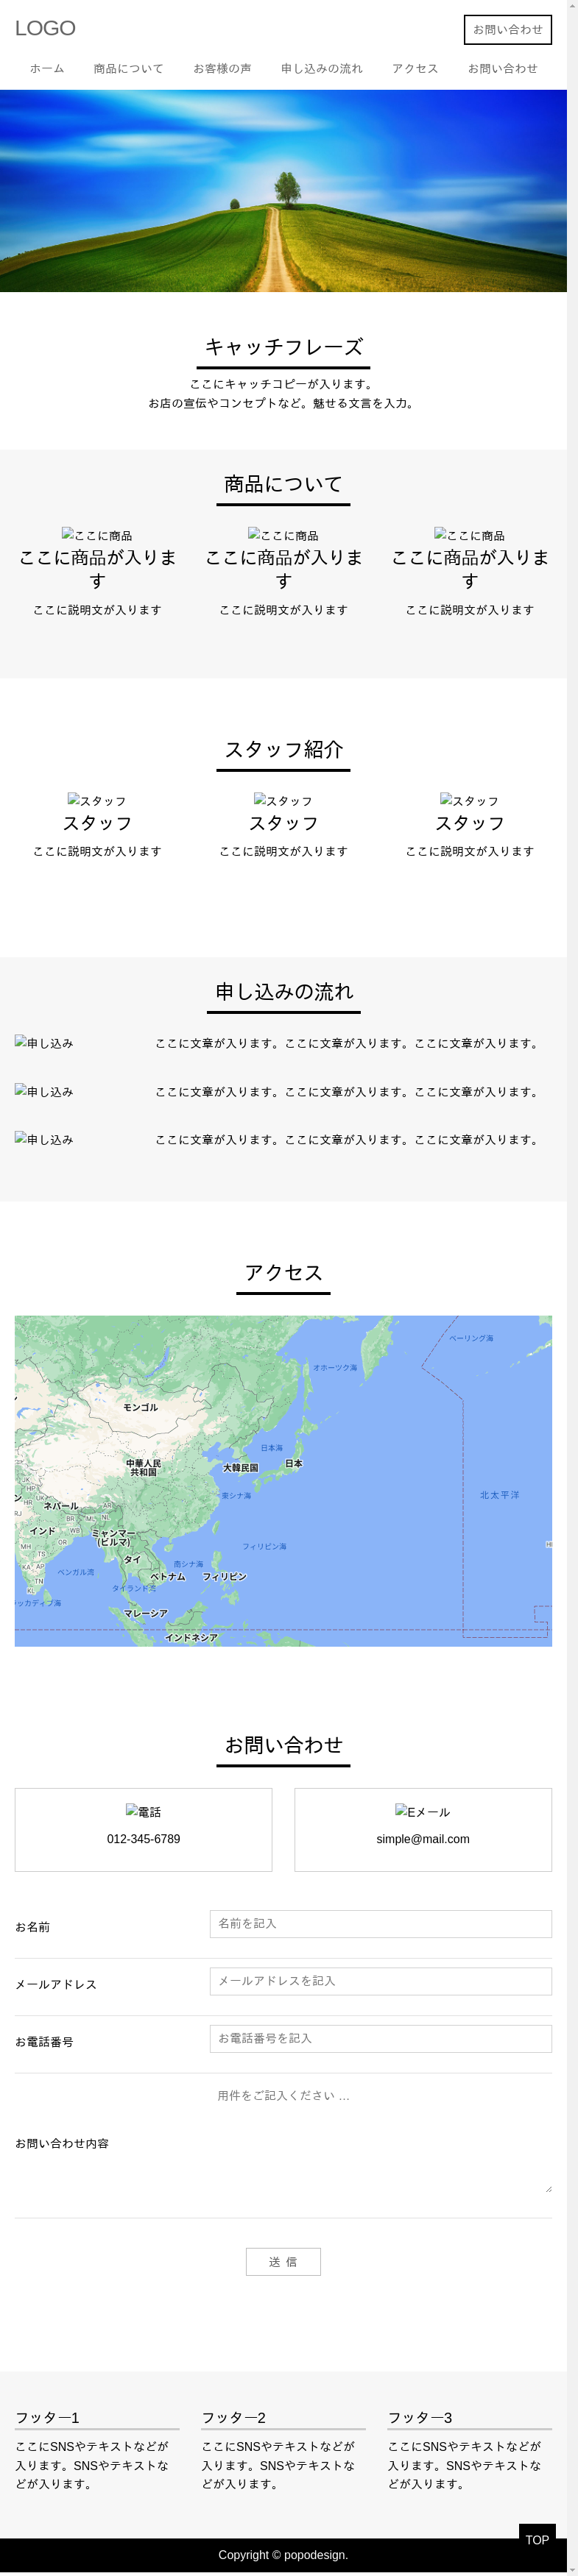 LOGO
お問い合わせ
ホーム 商品について お客様の声 申し込みの流れ アクセス お問い合わせ
キャッチフレーズ
ここにキャッチコピーが入ります。
お店の宣伝やコンセプトなど。魅せる文言を入力。
商品について
ここに商品 ここに商品 ここに商品
ここに商品が入りま ここに商品が入りま ここに商品が入りま
す す す
ここに説明文が入ります ここに説明文が入ります ここに説明文が入ります
スタッフ紹介
スタッフ スタッフ スタッフ
スタッフ スタッフ スタッフ
ここに説明文が入ります ここに説明文が入ります ここに説明文が入ります
申し込みの流れ
申し込み ここに文章が入ります。ここに文章が入ります。ここに文章が入ります。
申し込み ここに文章が入ります。ここに文章が入ります。ここに文章が入ります。
申し込み ここに文章が入ります。ここに文章が入ります。ここに文章が入ります。
アクセス
ベーリング海
オホーツク海
モンゴル
日本海
中華人民
共和国
大韓民国 日本
東シナ海
北太平洋
ネパール
インド
ミャンマー
(ビルマ)
フィリピン海
タイ
南シナ海
ベンガル湾
ベトナム フィリピン
タイランド湾
ラッカディブ海
マレーシア
インドネシア
お問い合わせ
電話 Eメール
012-345-6789 simple@mail.com
お名前 名前を記入
メールアドレス メールアドレスを記入
お電話番号 お電話番号を記入
用件をご記入ください …
お問い合わせ内容
送 信
フッター1 フッター2 フッター3
ここにSNSやテキストなどが ここにSNSやテキストなどが ここにSNSやテキストなどが
入ります。SNSやテキストな 入ります。SNSやテキストな 入ります。SNSやテキストな
どが入ります。 どが入ります。 どが入ります。
TOP
Copyright © popodesign.